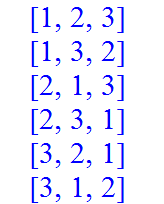 [1, 2, 3]
[1, 3, 2]
[2, 1, 3]
[2, 3, 1]
[3, 2, 1]
[3, 1, 2]